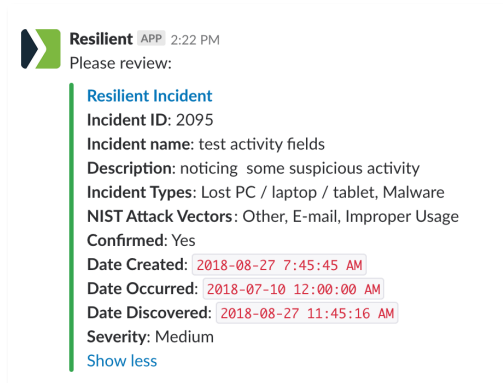 Resilient APP 2:22 PM
Please review:
Resilient Incident
Incident ID: 2095
Incident name: test activity fields
Description: noticing  some suspicious activity
Incident Types: Lost PC / laptop / tablet, Malware
NIST Attack Vectors: Other, E-mail, Improper Usage
Confirmed: Yes
Date Created: 2018-08-27 7:45:45 AM
Date Occurred: 2018-07-10 12:00:00 AM
Date Discovered: 2018-08-27 11:45:16 AM
Severity: Medium
Show less